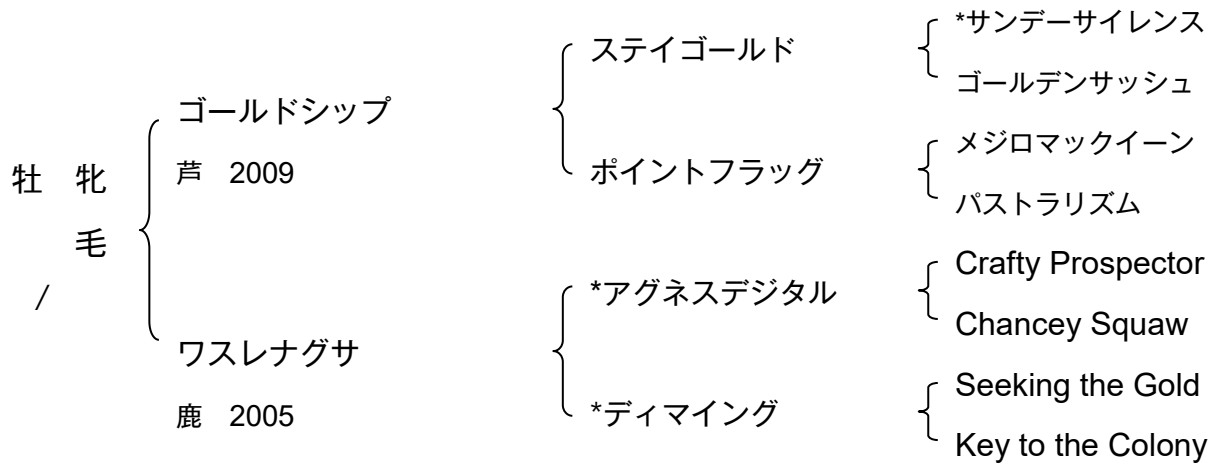 牡 牝
毛
/
ゴールドシップ
芦 2009
ワスレナグサ
鹿 2005
ステイゴールド
ポイントフラッグ
*アグネスデジタル
*ディマイング
*サンデーサイレンス
ゴールデンサッシュ
メジロマックイーン
パストラリズム
Crafty Prospector
Chancey Squaw
Seeking the Gold
Key to the Colony